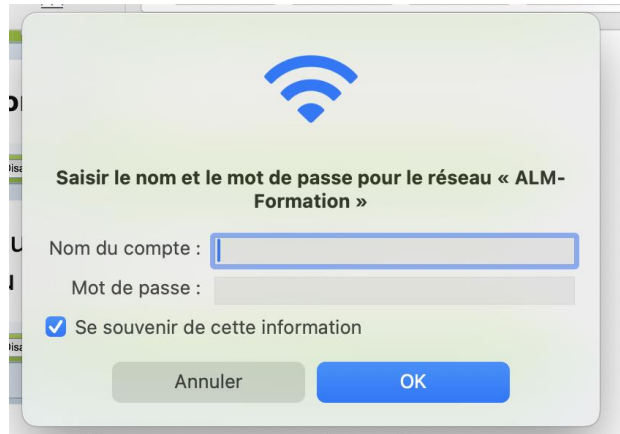 Saisir le nom et le mot de passe pour le réseau « ALM-
Formation »
Nom du compte :
Mot de passe :
Se souvenir de cette information
Annuler
OK